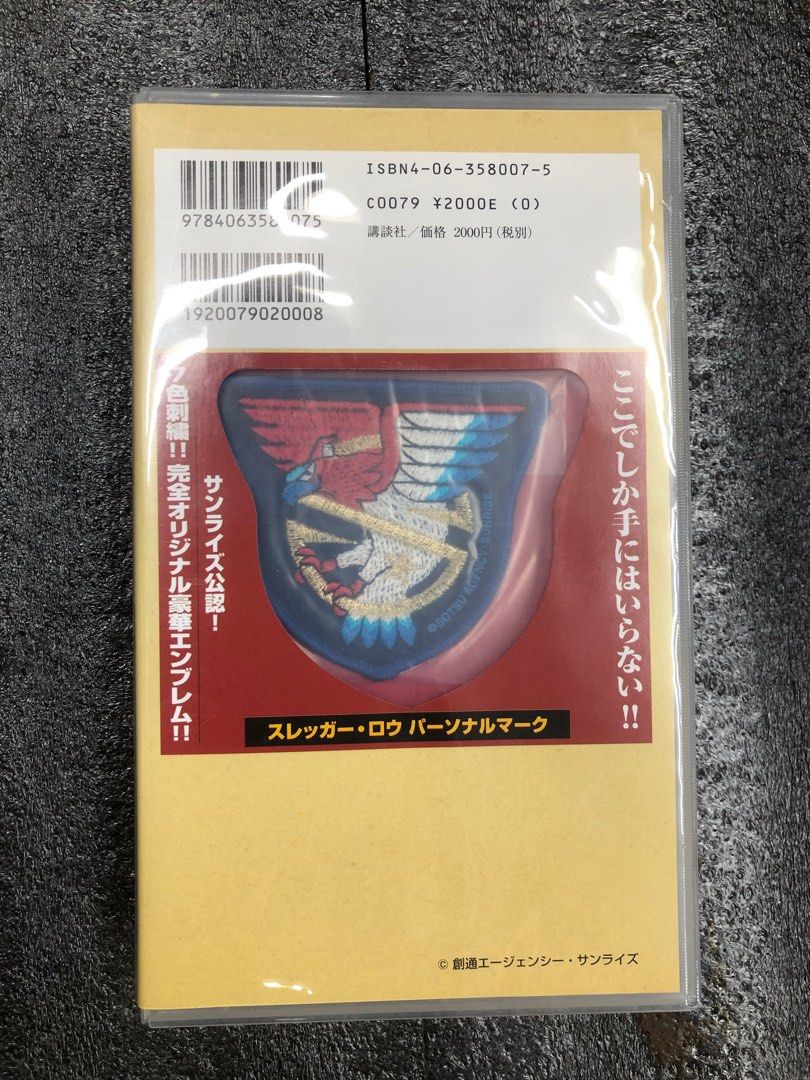 ISBN4-06-358007-5
C0079 ¥2000E (0)
講談社/価格 2000円(税別)
1920079020008
ここでしか手にはいらない!!
サンライズ公認!
7色刺繍!! 完全オリジナル豪華エンブレム!!
©SOTSU AGENCY・SUNRISE
スレッガー・ロウ パーソナルマーク
© 創通エージェンシー・サンライズ